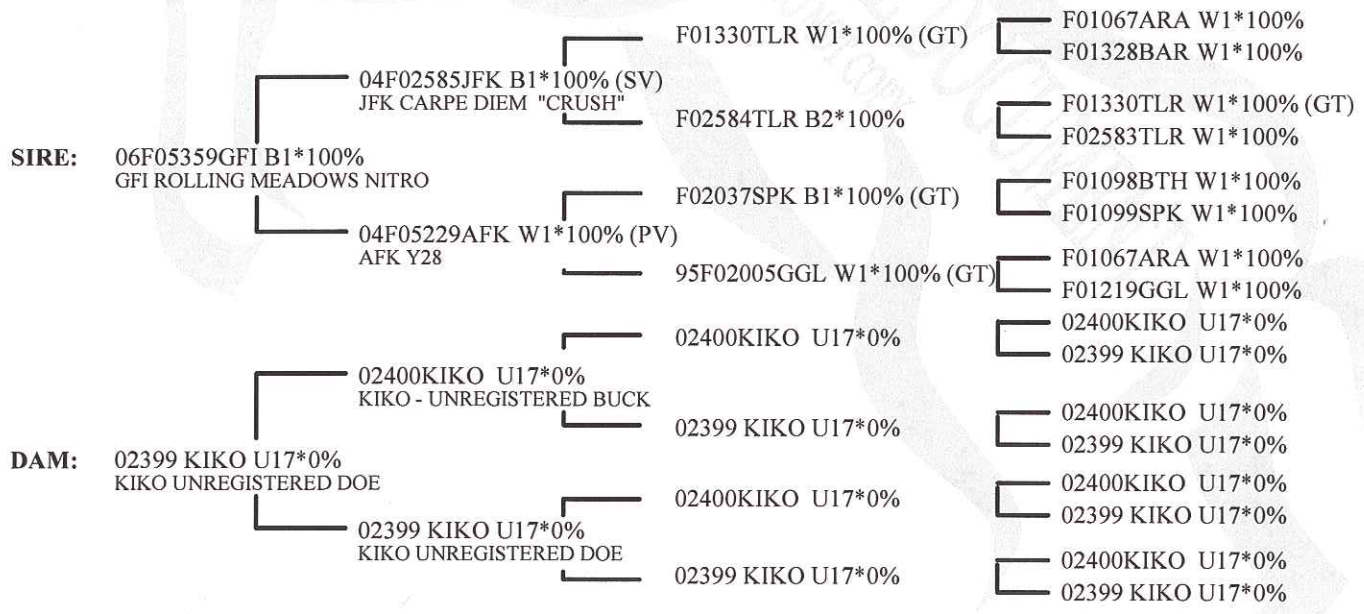 F01067ARA W1*100%
F01330TLR W1*100% (GT)
F01328BAR W1*100%
04F02585JFK B1*100% (SV)
JFK CARPE DIEM "CRUSH"
F01330TLR W1*100% (GT)
F02584TLR B2*100%
F02583TLR W1*100%
SIRE: 06F05359GFI B1*100%
GFI ROLLING MEADOWS NITRO
F01098BTH W1*100%
F02037SPK B1*100% (GT)
F01099SPK W1*100%
04F05229AFK W1*100% (PV)
AFK Y28
F01067ARA W1*100%
95F02005GGL W1*100% (GT)
F01219GGL W1*100%
02400KIKO U17*0%
02400KIKO U17*0%
02399 KIKO U17*0%
02400KIKO U17*0%
KIKO - UNREGISTERED BUCK
02400KIKO U17*0%
02399 KIKO U17*0%
02399 KIKO U17*0%
DAM: 02399 KIKO U17*0%
KIKO UNREGISTERED DOE
02400KIKO U17*0%
02400KIKO U17*0%
02399 KIKO U17*0%
02399 KIKO U17*0%
KIKO UNREGISTERED DOE
02400KIKO U17*0%
02399 KIKO U17*0%
02399 KIKO U17*0%